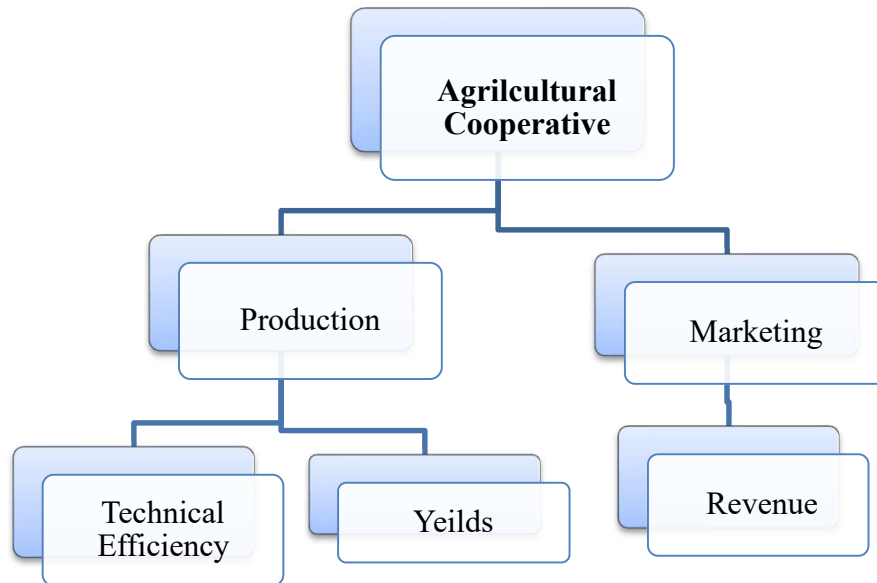 Agrilcultural
Cooperative
Production
Marketing
Technical
Efficiency
Yeilds
Revenue